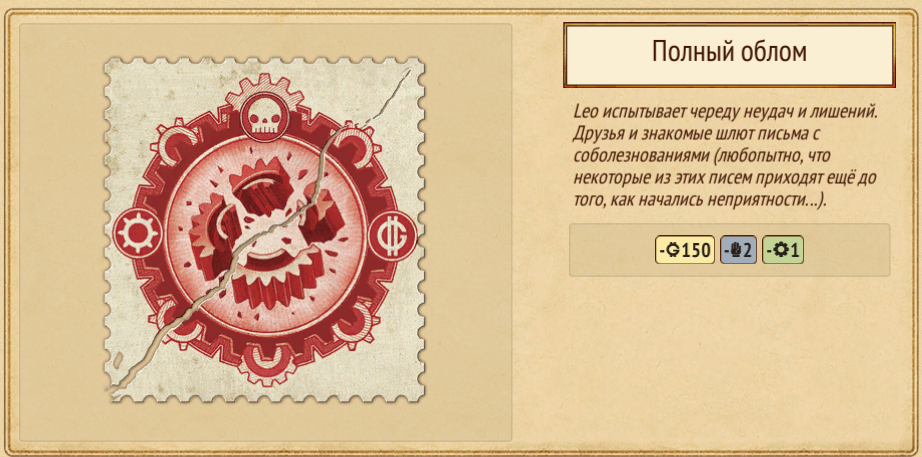 Полный облом
Leo испытывает череду неудач и лишений.
Друзья и знакомые шлют письма с
соболезнованиями (любопытно, что
некоторые из этих писем приходят ещё до
того, как начались неприятности...).
-150 -2 -1